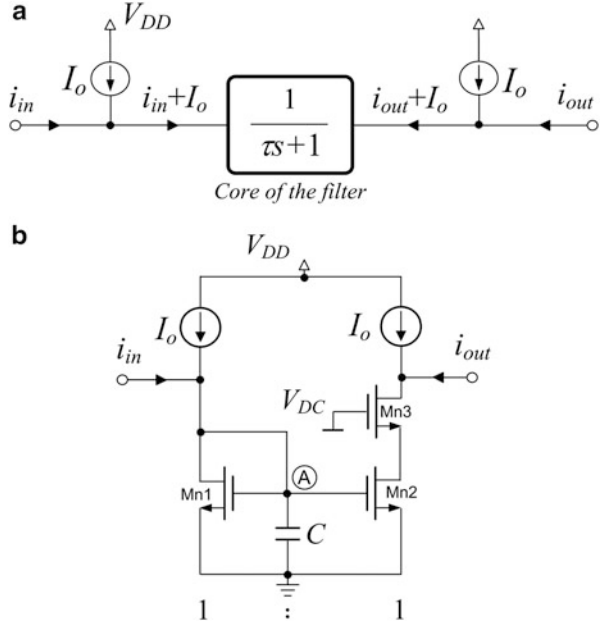 a
V_DD
I_o I_o
i_in i_in+I_o i_out+I_o i_out
1
τs+1
Core of the filter
b
V_DD
I_o I_o
i_in i_out
V_DC Mn3
A
Mn1 Mn2
C
1 : 1